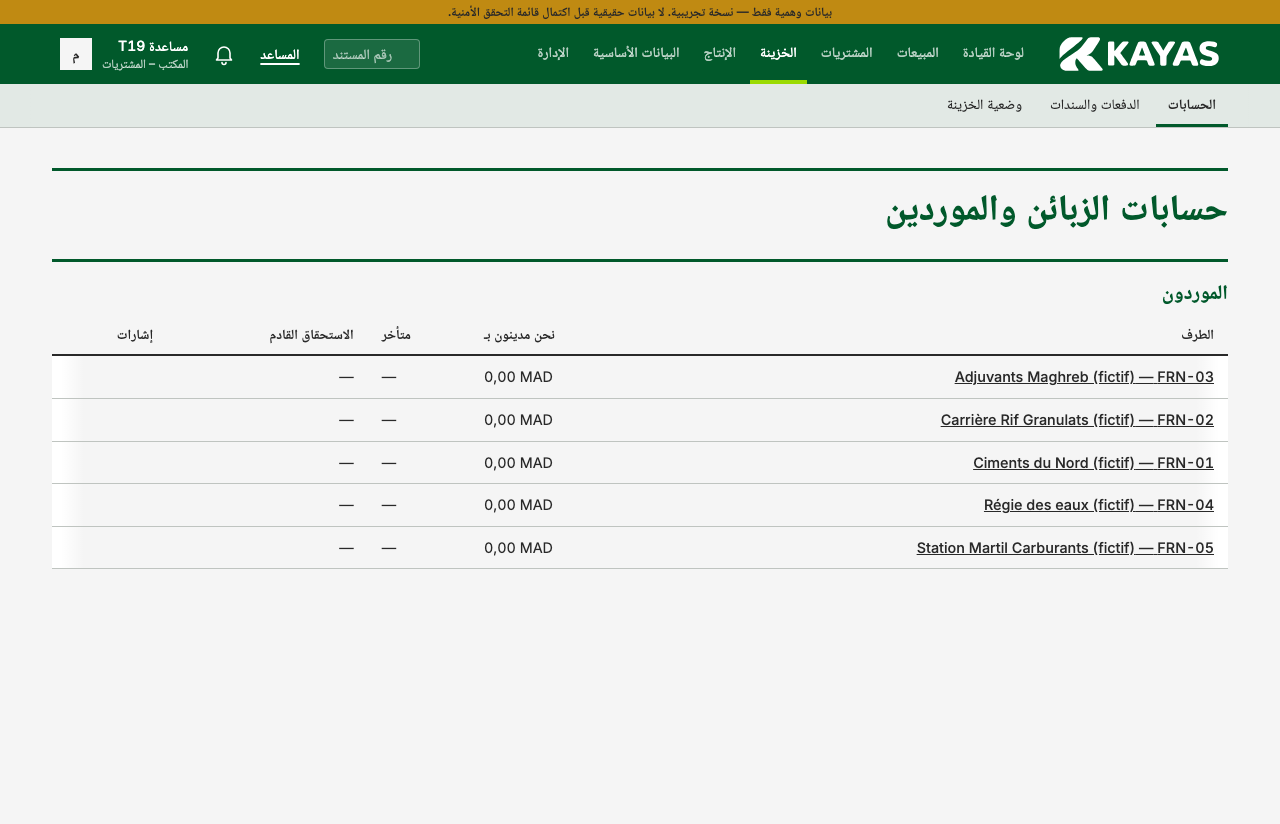 بيانات وهمية فقط — نسخة تجريبية. لا بيانات حقيقية قبل اكتمال قائمة التحقق الأمنية.
KAYAS لوحة القيادة المبيعات المشتريات الخزينة الإنتاج البيانات الأساسية الإدارة رقم المستند المساعد مساعدة T19 م
المكتب – المشتريات
الحسابات الدفعات والسندات وضعية الخزينة
حسابات الزبائن والموردين
الموردون
الطرف نحن مدينون بـ متأخر الاستحقاق القادم إشارات
Adjuvants Maghreb (fictif) — FRN-03 0,00 MAD — —
Carrière Rif Granulats (fictif) — FRN-02 0,00 MAD — —
Ciments du Nord (fictif) — FRN-01 0,00 MAD — —
Régie des eaux (fictif) — FRN-04 0,00 MAD — —
Station Martil Carburants (fictif) — FRN-05 0,00 MAD — —